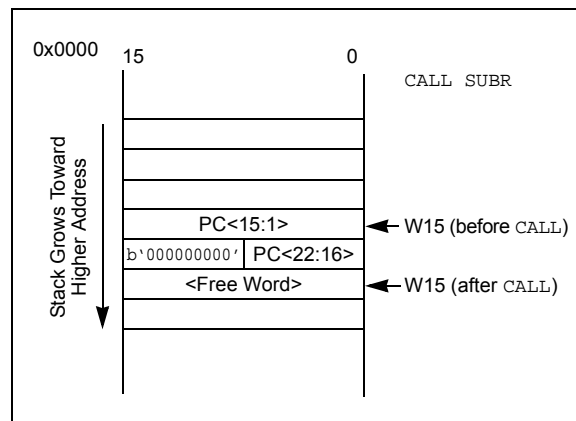 0x0000
15 0
CALL SUBR
Stack Grows Toward
Higher Address
PC<15:1>
W15 (before CALL)
b‘000000000’ PC<22:16>
<Free Word>
W15 (after CALL)